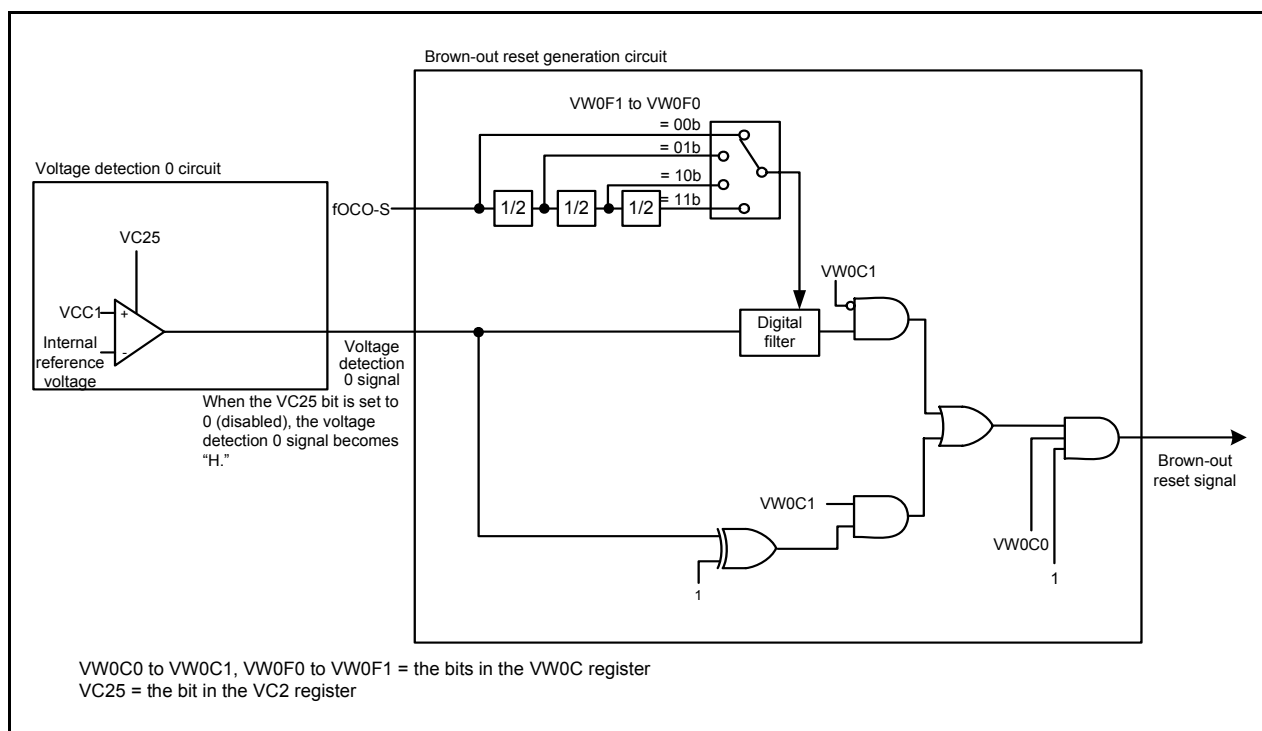 Brown-out reset generation circuit
VW0F1 to VW0F0
= 00b
= 01b
= 10b
= 11b
Voltage detection 0 circuit
fOCO-S
1/2
1/2
1/2
VC25
VCC1
+
-
Internal
reference
voltage
Voltage
detection
0 signal
When the VC25 bit is set to
0 (disabled), the voltage
detection 0 signal becomes
“H.”
Digital
filter
VW0C1
VW0C1
1
VW0C0
1
Brown-out
reset signal
VW0C0 to VW0C1, VW0F0 to VW0F1 = the bits in the VW0C register
VC25 = the bit in the VC2 register